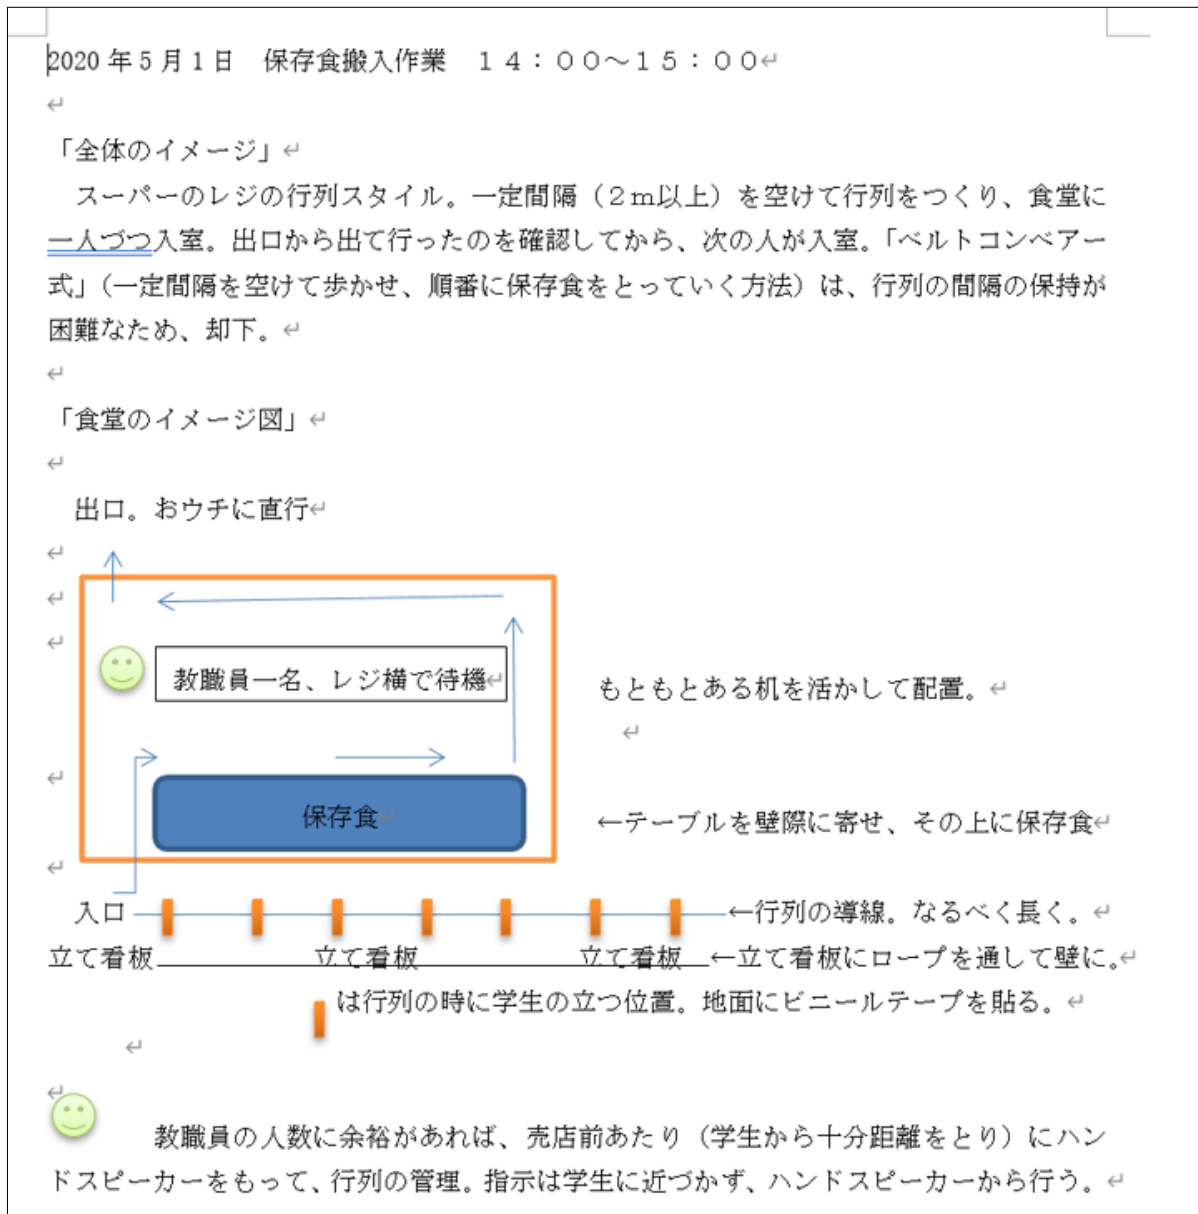 2020年5月1日　保存食搬入作業　１４：００～１５：００
「全体のイメージ」
　スーパーのレジの行列スタイル。一定間隔（２ｍ以上）を空けて行列をつくり、食堂に
一人づつ入室。出口から出て行ったのを確認してから、次の人が入室。「ベルトコンベアー
式」（一定間隔を空けて歩かせ、順番に保存食をとっていく方法）は、行列の間隔の保持が
困難なため、却下。
「食堂のイメージ図」
　出口。おウチに直行
教職員一名、レジ横で待機
もともとある机を活かして配置。
保存食
←テーブルを壁際に寄せ、その上に保存食
入口　←行列の導線。なるべく長く。
立て看板　立て看板　立て看板　←立て看板にロープを通して壁に。
は行列の時に学生の立つ位置。地面にビニールテープを貼る。
教職員の人数に余裕があれば、売店前あたり（学生から十分距離をとり）にハン
ドスピーカーをもって、行列の管理。指示は学生に近づかず、ハンドスピーカーから行う。